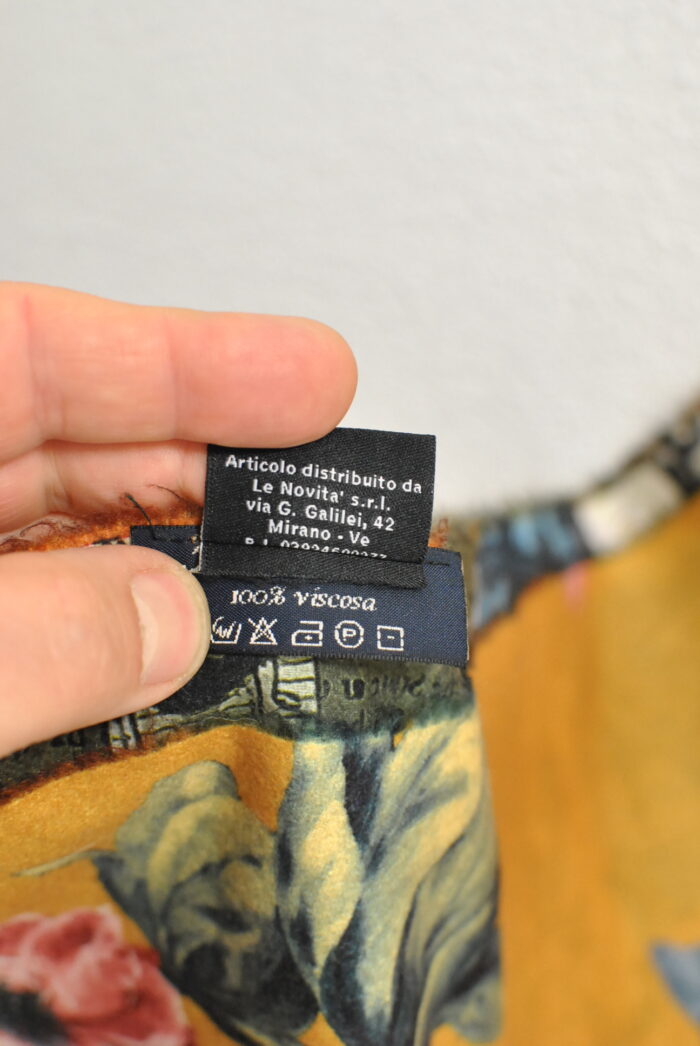 Articolo distribuito da
Le Novita' s.r.l.
via G. Galilei, 42
Mirano - Ve
100% viscosa
P